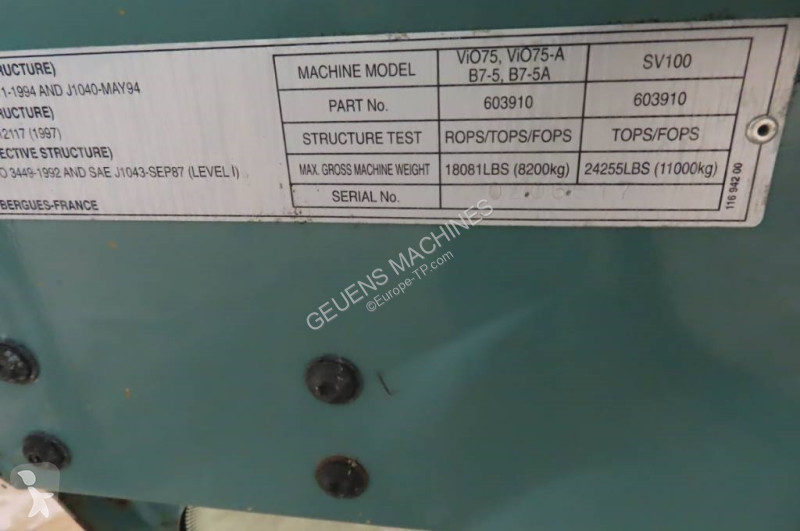 RUCTURE)
1-1994 AND J1040-MAY94
RUCTURE)
12117 (1997)
ECTIVE STRUCTURE)
O 3449-1992 AND SAE J1043-SEP87 (LEVEL I)
BERGUES-FRANCE
MACHINE MODEL ViO75, ViO75-A B7-5, B7-5A SV100
PART No. 603910 603910
STRUCTURE TEST ROPS/TOPS/FOPS TOPS/FOPS
MAX. GROSS MACHINE WEIGHT 18081LBS (8200kg) 24255LBS (11000kg)
SERIAL No.
116 942 00
GEUENS MACHINES
©Europe-TP.com